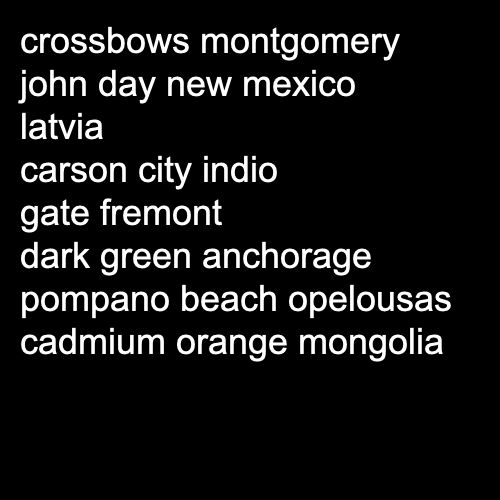 crossbows montgomery
john day new mexico
latvia
carson city indio
gate fremont
dark green anchorage
pompano beach opelousas
cadmium orange mongolia